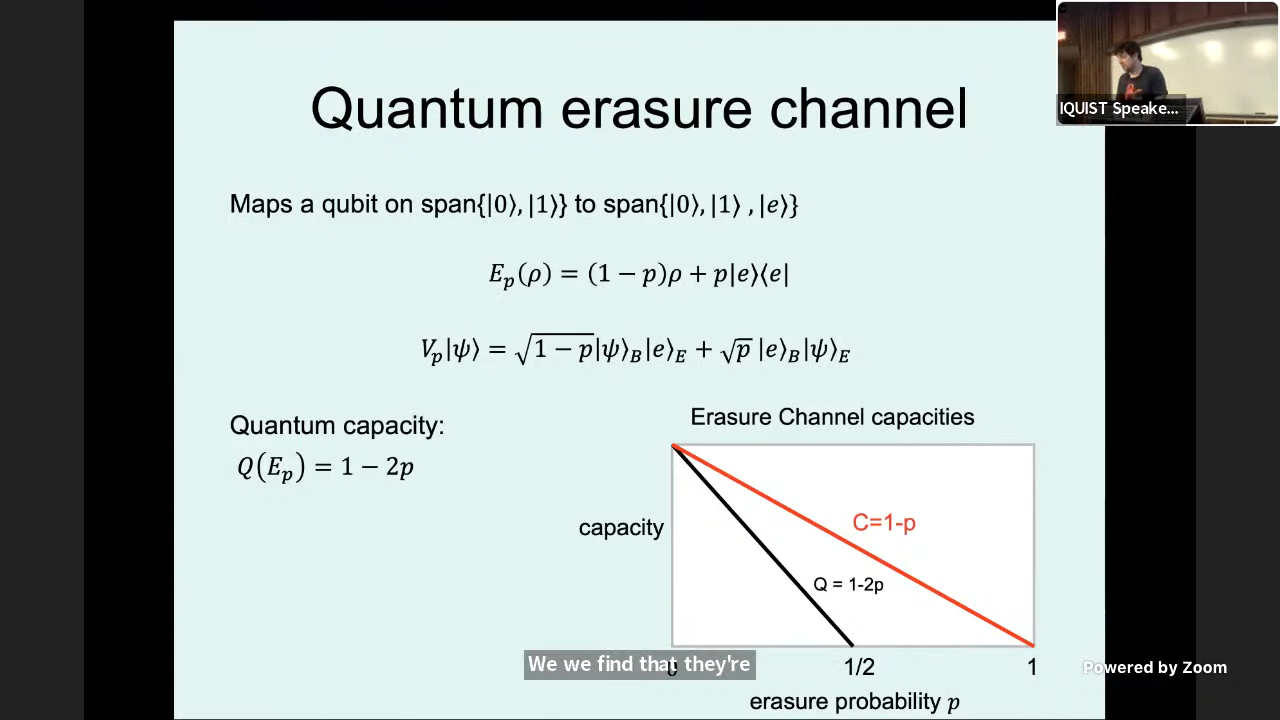 Quantum erasure channel
IQUIST Speake...
Maps a qubit on span{|0⟩, |1⟩} to span{|0⟩, |1⟩ , |e⟩}
E_p(ρ) = (1 − p)ρ + p|e⟩⟨e|
V_p|ψ⟩ = √(1 − p)|ψ⟩_B|e⟩_E + √p |e⟩_B|ψ⟩_E
Quantum capacity:
Q(E_p) = 1 − 2p
Erasure Channel capacities
capacity
C=1-p
Q = 1-2p
We we find that they're
0
1/2
1
erasure probability p
Powered by Zoom